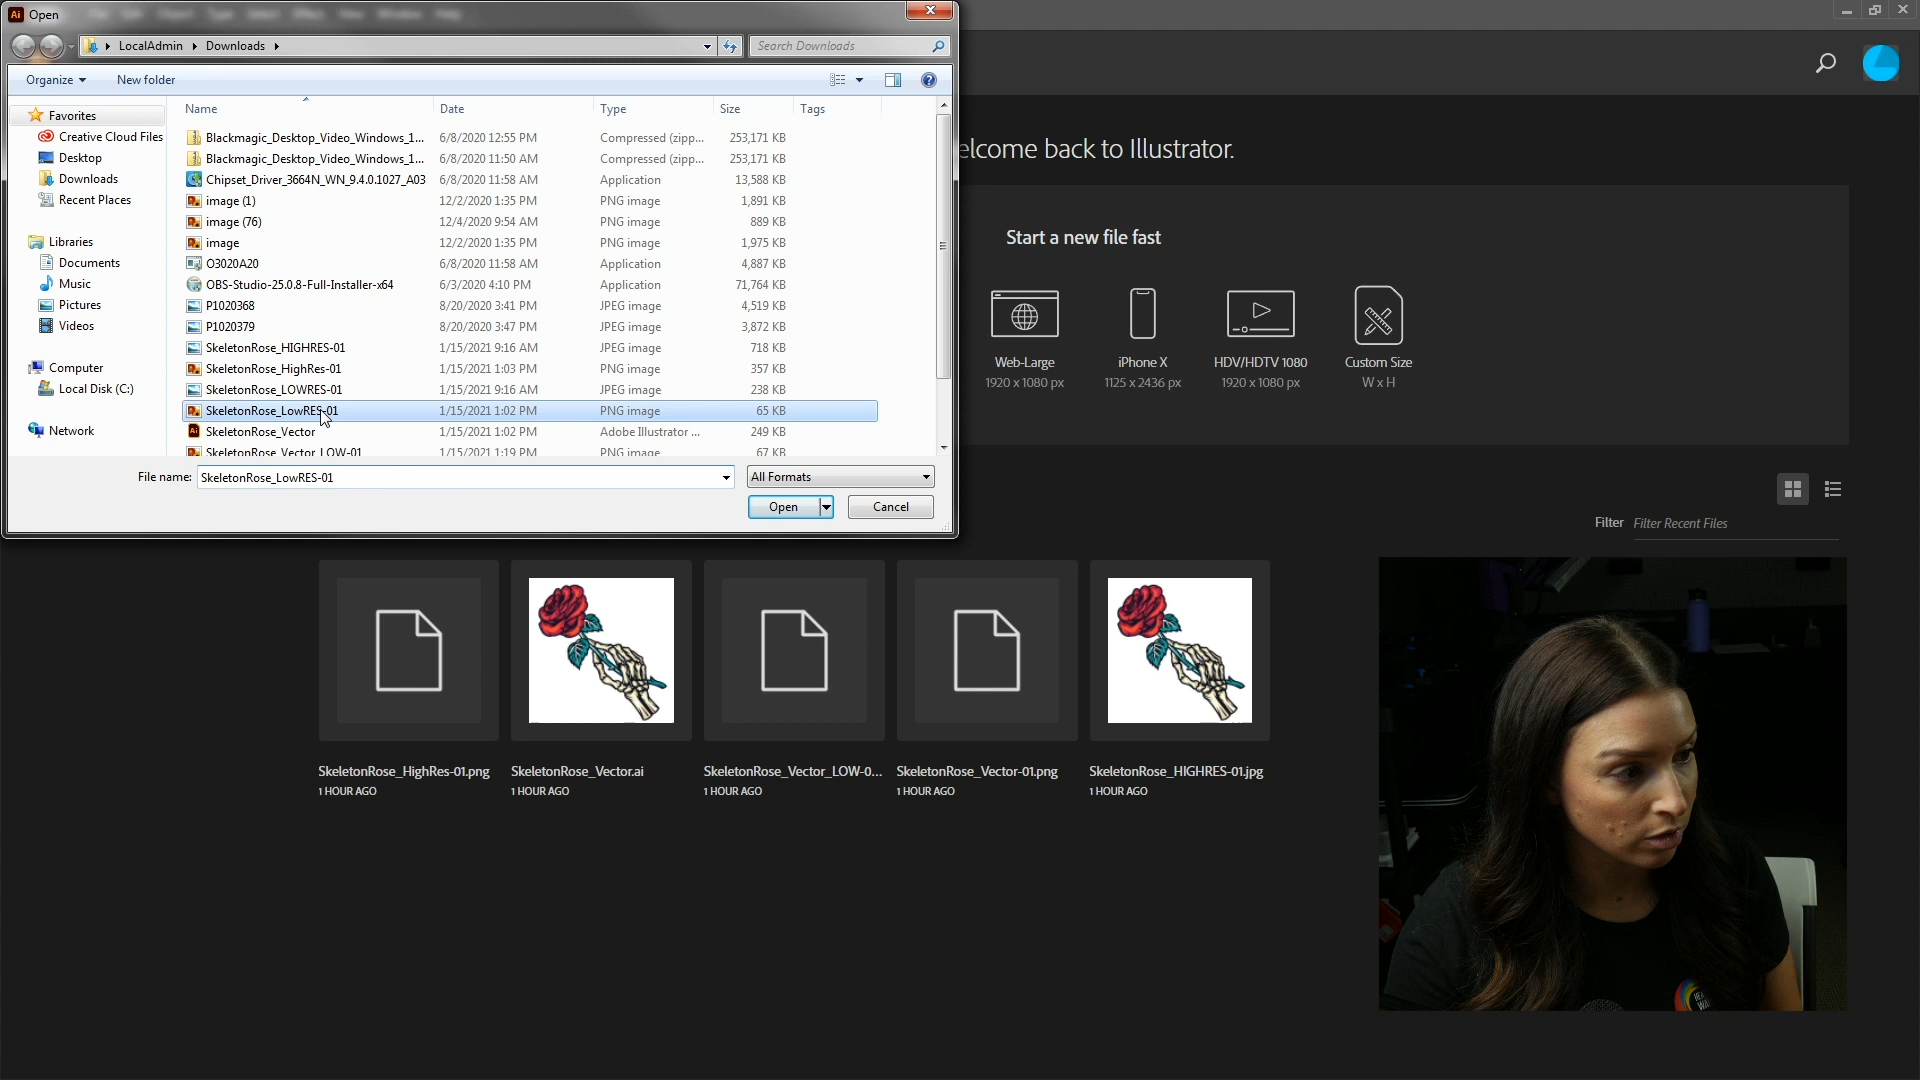 Ai Open
LocalAdmin Downloads
Search Downloads
Organize New folder
Name Date Type Size Tags
Favorites
Creative Cloud Files
Desktop
Downloads
Recent Places
Libraries
Documents
Music
Pictures
Videos
Computer
Local Disk (C:)
Network
Blackmagic_Desktop_Video_Windows_1... 6/8/2020 12:55 PM Compressed (zipp... 253,171 KB
Blackmagic_Desktop_Video_Windows_1... 6/8/2020 11:50 AM Compressed (zipp... 253,171 KB
Chipset_Driver_3664N_WN_9.4.0.1027_A03 6/8/2020 11:58 AM Application 13,588 KB
image (1) 12/2/2020 1:35 PM PNG image 1,891 KB
image (76) 12/4/2020 9:54 AM PNG image 889 KB
image 12/2/2020 1:35 PM PNG image 1,975 KB
O3020A20 6/8/2020 11:58 AM Application 4,887 KB
OBS-Studio-25.0.8-Full-Installer-x64 6/3/2020 4:10 PM Application 71,764 KB
P1020368 8/20/2020 3:41 PM JPEG image 4,519 KB
P1020379 8/20/2020 3:47 PM JPEG image 3,872 KB
SkeletonRose_HIGHRES-01 1/15/2021 9:16 AM JPEG image 718 KB
SkeletonRose_HighRes-01 1/15/2021 1:03 PM PNG image 357 KB
SkeletonRose_LOWRES-01 1/15/2021 9:16 AM JPEG image 238 KB
SkeletonRose_LowRES-01 1/15/2021 1:02 PM PNG image 65 KB
Ai SkeletonRose_Vector 1/15/2021 1:02 PM Adobe Illustrator ... 249 KB
SkeletonRose_Vector_LOW-01 1/15/2021 1:19 PM PNG image 67 KB
File name: SkeletonRose_LowRES-01 All Formats
Open Cancel
elcome back to Illustrator.
Start a new file fast
Web-Large iPhone X HDV/HDTV 1080 Custom Size
1920 x 1080 px 1125 x 2436 px 1920 x 1080 px W x H
Filter Filter Recent Files
SkeletonRose_HighRes-01.png SkeletonRose_Vector.ai SkeletonRose_Vector_LOW-0... SkeletonRose_Vector-01.png SkeletonRose_HIGHRES-01.jpg
1 HOUR AGO 1 HOUR AGO 1 HOUR AGO 1 HOUR AGO 1 HOUR AGO